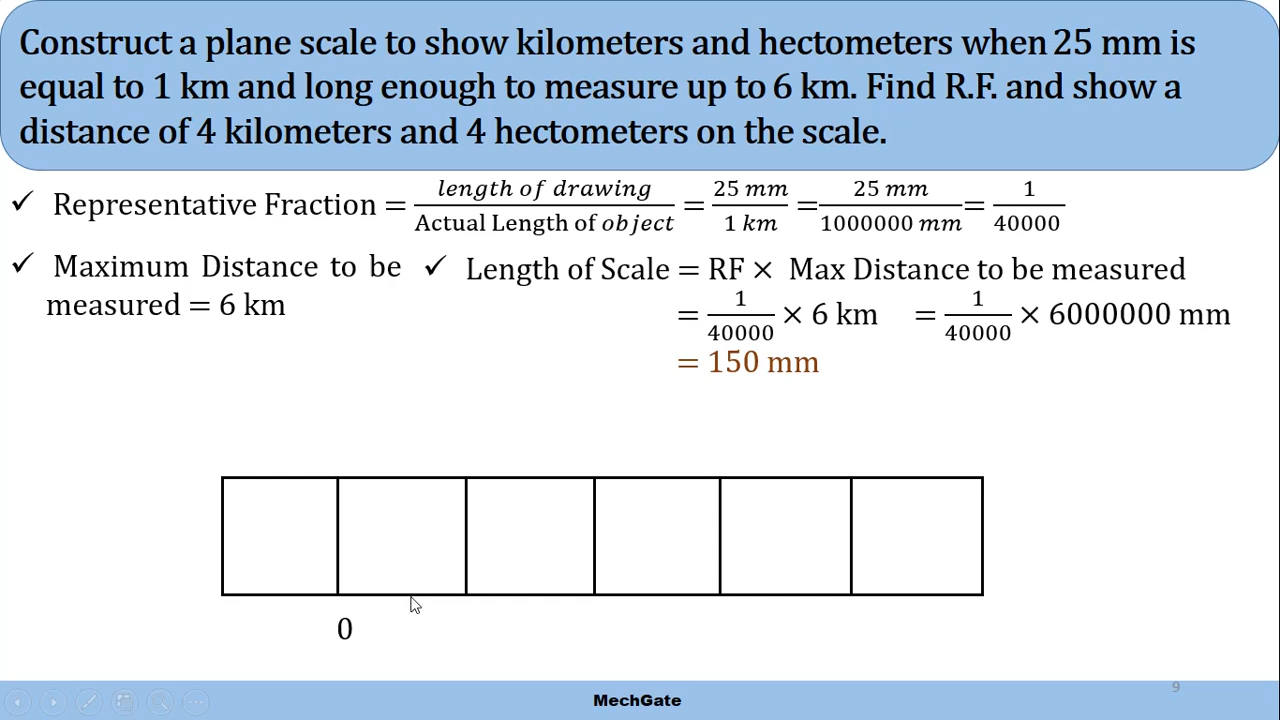 Construct a plane scale to show kilometers and hectometers when 25 mm is
equal to 1 km and long enough to measure up to 6 km. Find R.F. and show a
distance of 4 kilometers and 4 hectometers on the scale.
✓ Representative Fraction = length of drawing / Actual Length of object = 25 mm / 1 km = 25 mm / 1000000 mm = 1 / 40000
✓ Maximum Distance to be
measured = 6 km
✓ Length of Scale = RF × Max Distance to be measured
= 1 / 40000 × 6 km = 1 / 40000 × 6000000 mm
= 150 mm
0
MechGate
9